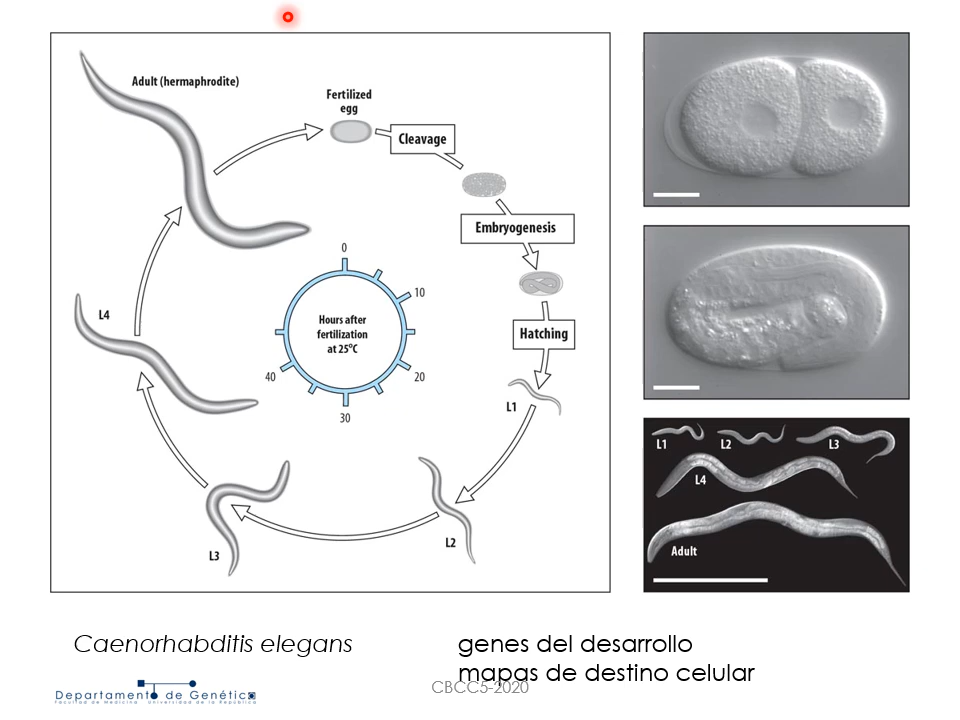 Adult (hermaphrodite)
Fertilized
egg
Cleavage
Embryogenesis
Hatching
L1
L2
L3
L4
0
10
20
30
40
Hours after
fertilization
at 25°C
L1
L2
L3
L4
Adult
Caenorhabditis elegans
genes del desarrollo
mapas de destino celular
CBCC5-2020
Departamento de Genética
Facultad de Medicina Universidad de la República